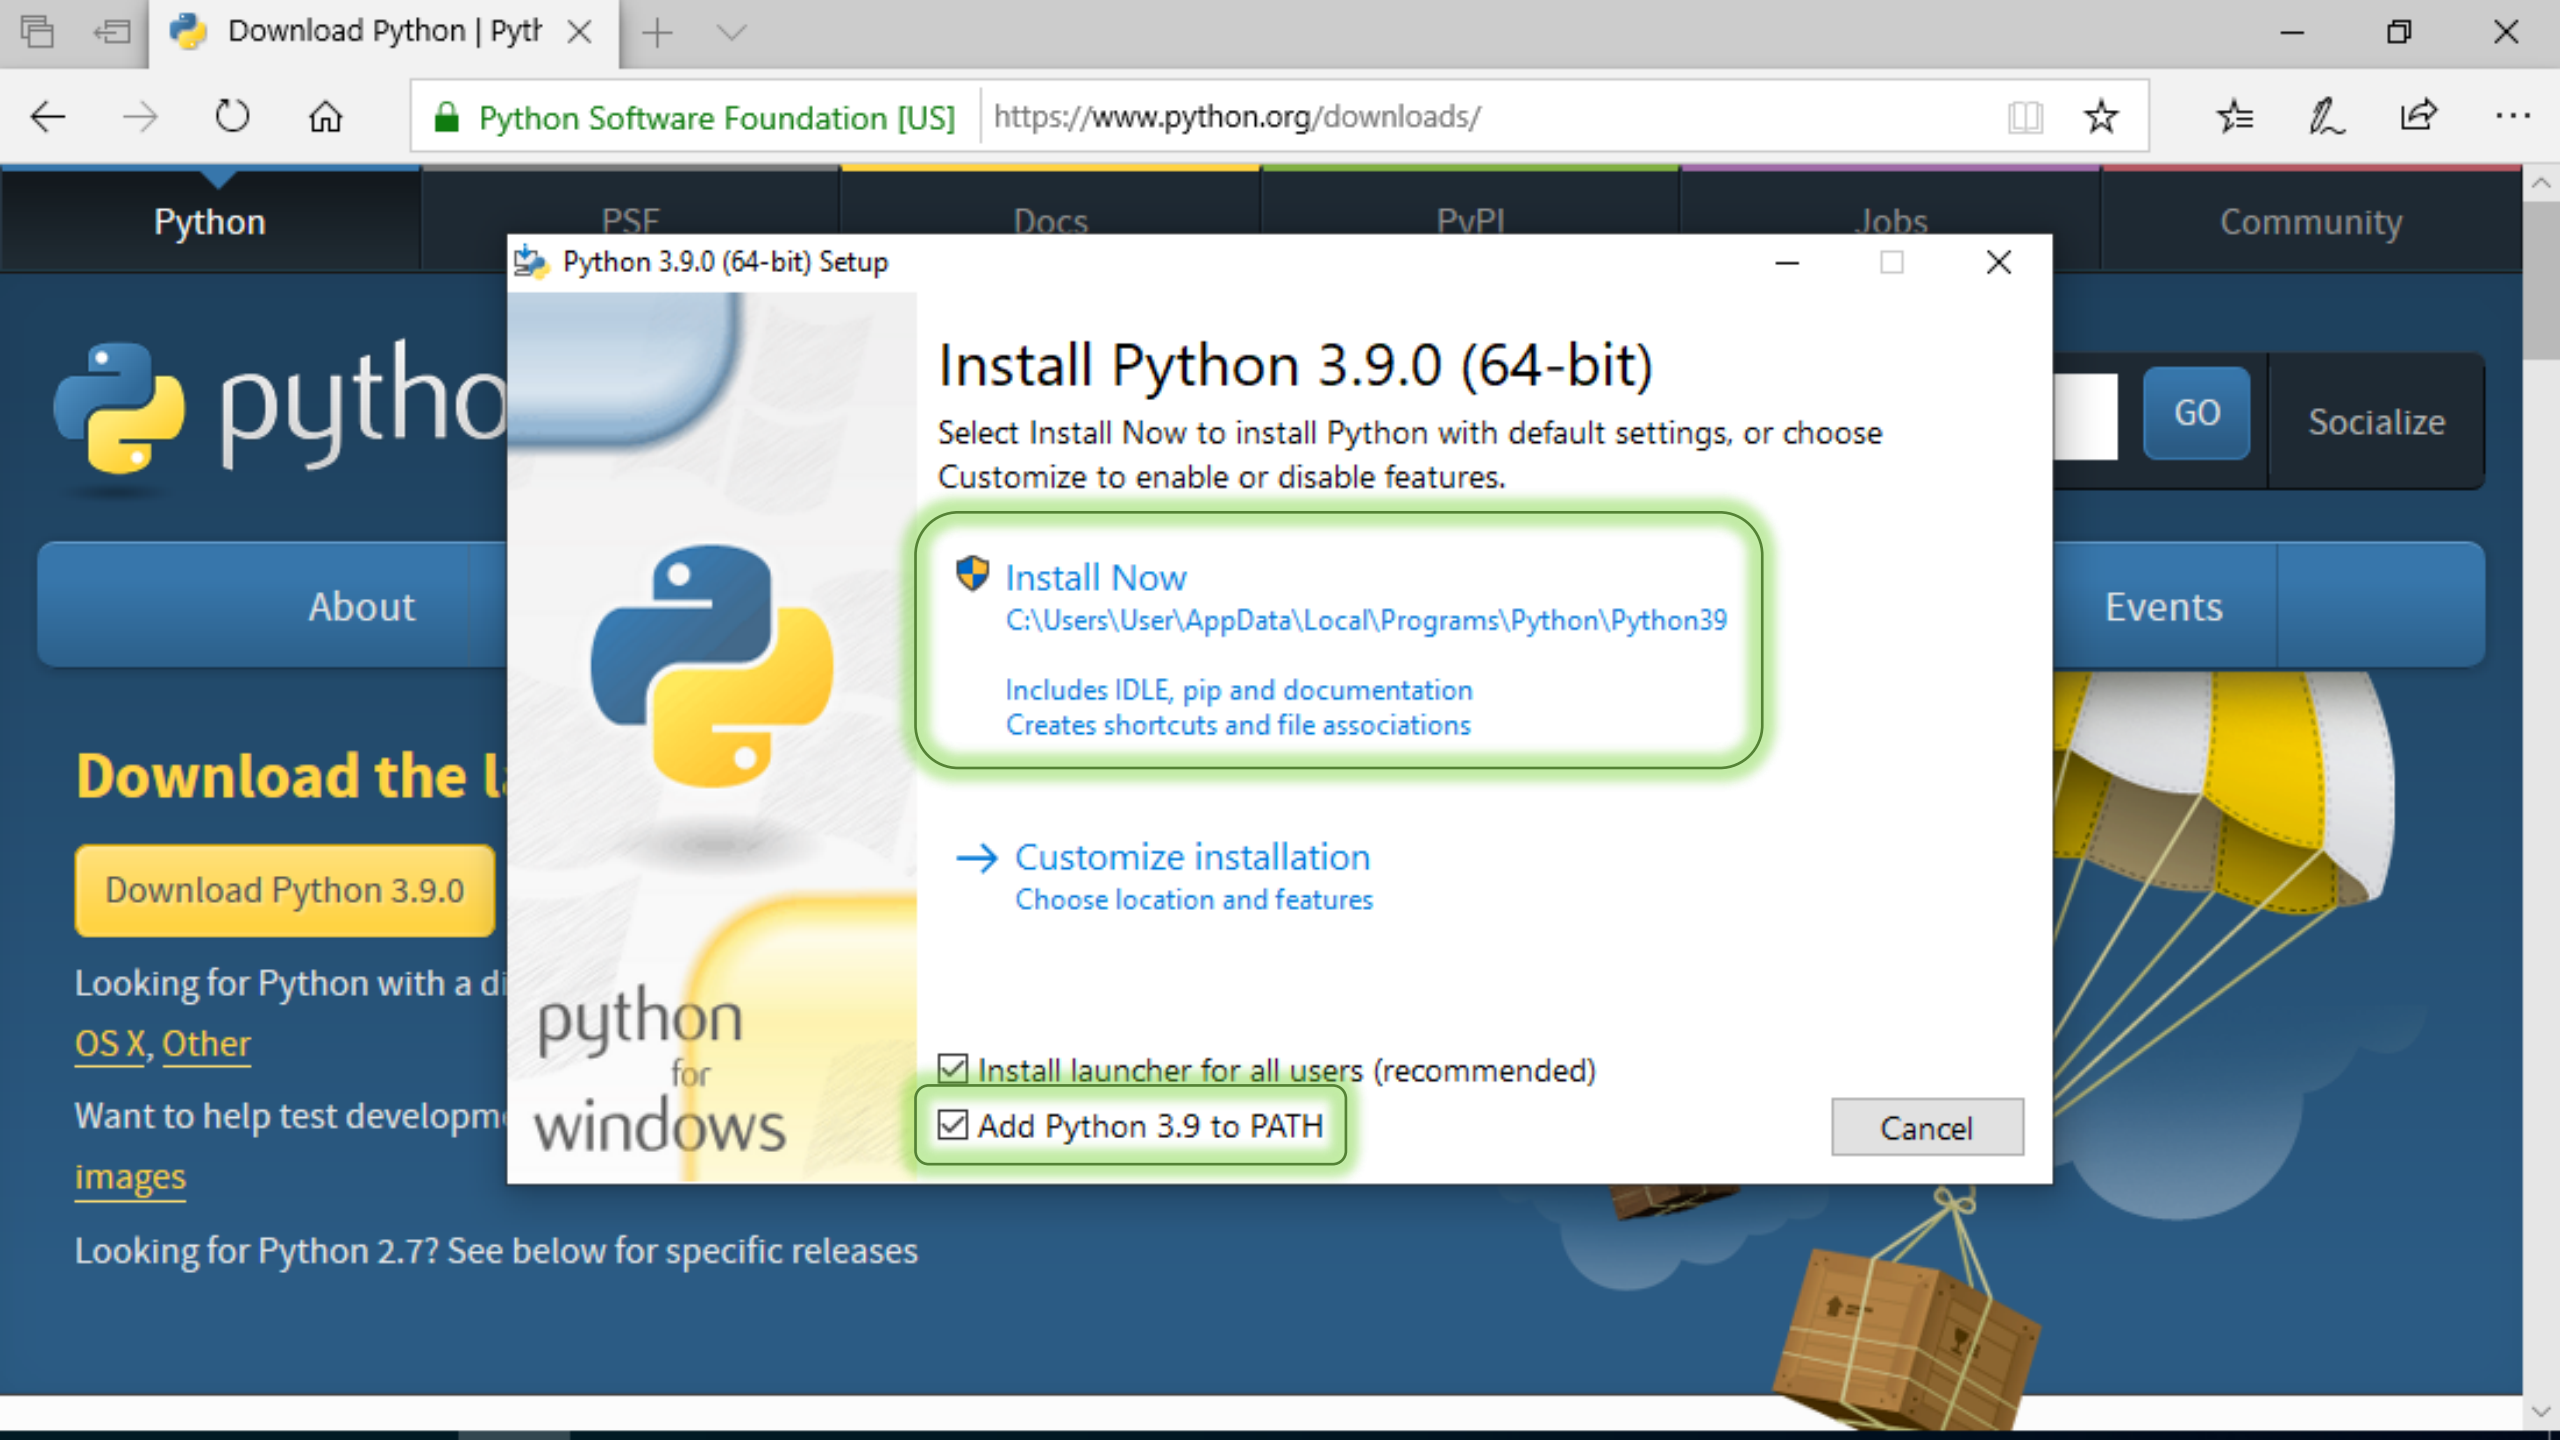 Download Python | Pyth
Python Software Foundation [US]
https://www.python.org/downloads/
Python
PSF
Docs
PyPI
Jobs
Community
Python 3.9.0 (64-bit) Setup
pytho
GO
Socialize
Install Python 3.9.0 (64-bit)
Select Install Now to install Python with default settings, or choose
Customize to enable or disable features.
About
Events
Install Now
C:\Users\User\AppData\Local\Programs\Python\Python39
Includes IDLE, pip and documentation
Creates shortcuts and file associations
Download the
Download Python 3.9.0
Customize installation
Choose location and features
Looking for Python with a di
OS X, Other
python
for
windows
Install launcher for all users (recommended)
Add Python 3.9 to PATH
Cancel
Want to help test developm
images
Looking for Python 2.7? See below for specific releases